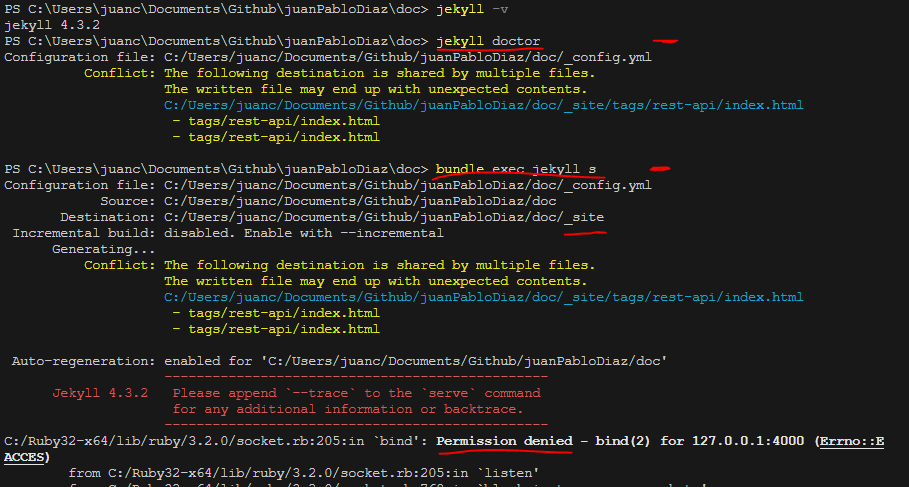 PS C:\Users\juanc\Documents\Github\juanPabloDiaz\doc> jekyll -v
jekyll 4.3.2
PS C:\Users\juanc\Documents\Github\juanPabloDiaz\doc> jekyll doctor
Configuration file: C:/Users/juanc/Documents/Github/juanPabloDiaz/doc/_config.yml
Conflict: The following destination is shared by multiple files.
The written file may end up with unexpected contents.
C:/Users/juanc/Documents/Github/juanPabloDiaz/doc/_site/tags/rest-api/index.html
- tags/rest-api/index.html
- tags/rest-api/index.html
PS C:\Users\juanc\Documents\Github\juanPabloDiaz\doc> bundle exec jekyll s
Configuration file: C:/Users/juanc/Documents/Github/juanPabloDiaz/doc/_config.yml
Source: C:/Users/juanc/Documents/Github/juanPabloDiaz/doc
Destination: C:/Users/juanc/Documents/Github/juanPabloDiaz/doc/_site
Incremental build: disabled. Enable with --incremental
Generating...
Conflict: The following destination is shared by multiple files.
The written file may end up with unexpected contents.
C:/Users/juanc/Documents/Github/juanPabloDiaz/doc/_site/tags/rest-api/index.html
- tags/rest-api/index.html
- tags/rest-api/index.html
Auto-regeneration: enabled for 'C:/Users/juanc/Documents/Github/juanPabloDiaz/doc'
------------------------------------------------
Jekyll 4.3.2 Please append `--trace` to the `serve` command
for any additional information or backtrace.
------------------------------------------------
C:/Ruby32-x64/lib/ruby/3.2.0/socket.rb:205:in `bind': Permission denied - bind(2) for 127.0.0.1:4000 (Errno::E
ACCES)
from C:/Ruby32-x64/lib/ruby/3.2.0/socket.rb:205:in `listen'